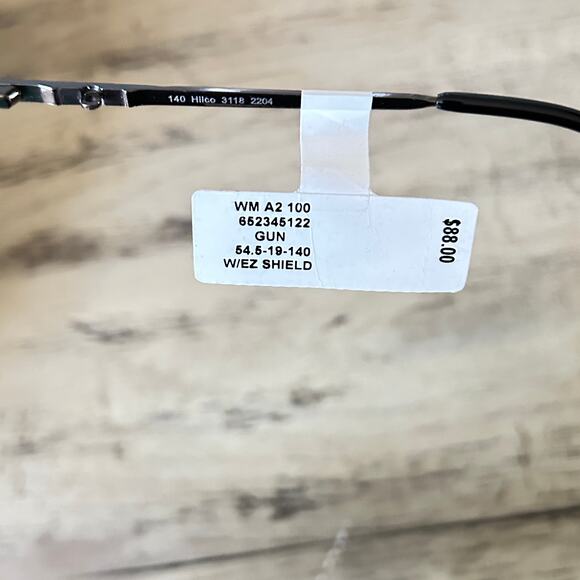 140 Hilco 3118 2204
WM A2 100
652345122
GUN
54.5-19-140
W/EZ SHIELD
$88.00